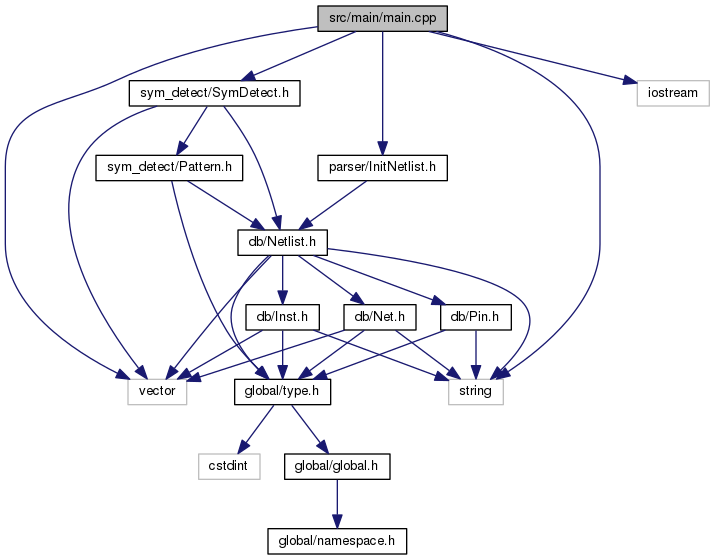 src/main/main.cpp
sym_detect/SymDetect.h
iostream
sym_detect/Pattern.h
parser/InitNetlist.h
db/Netlist.h
db/Inst.h
db/Net.h
db/Pin.h
vector
global/type.h
string
cstdint
global/global.h
global/namespace.h